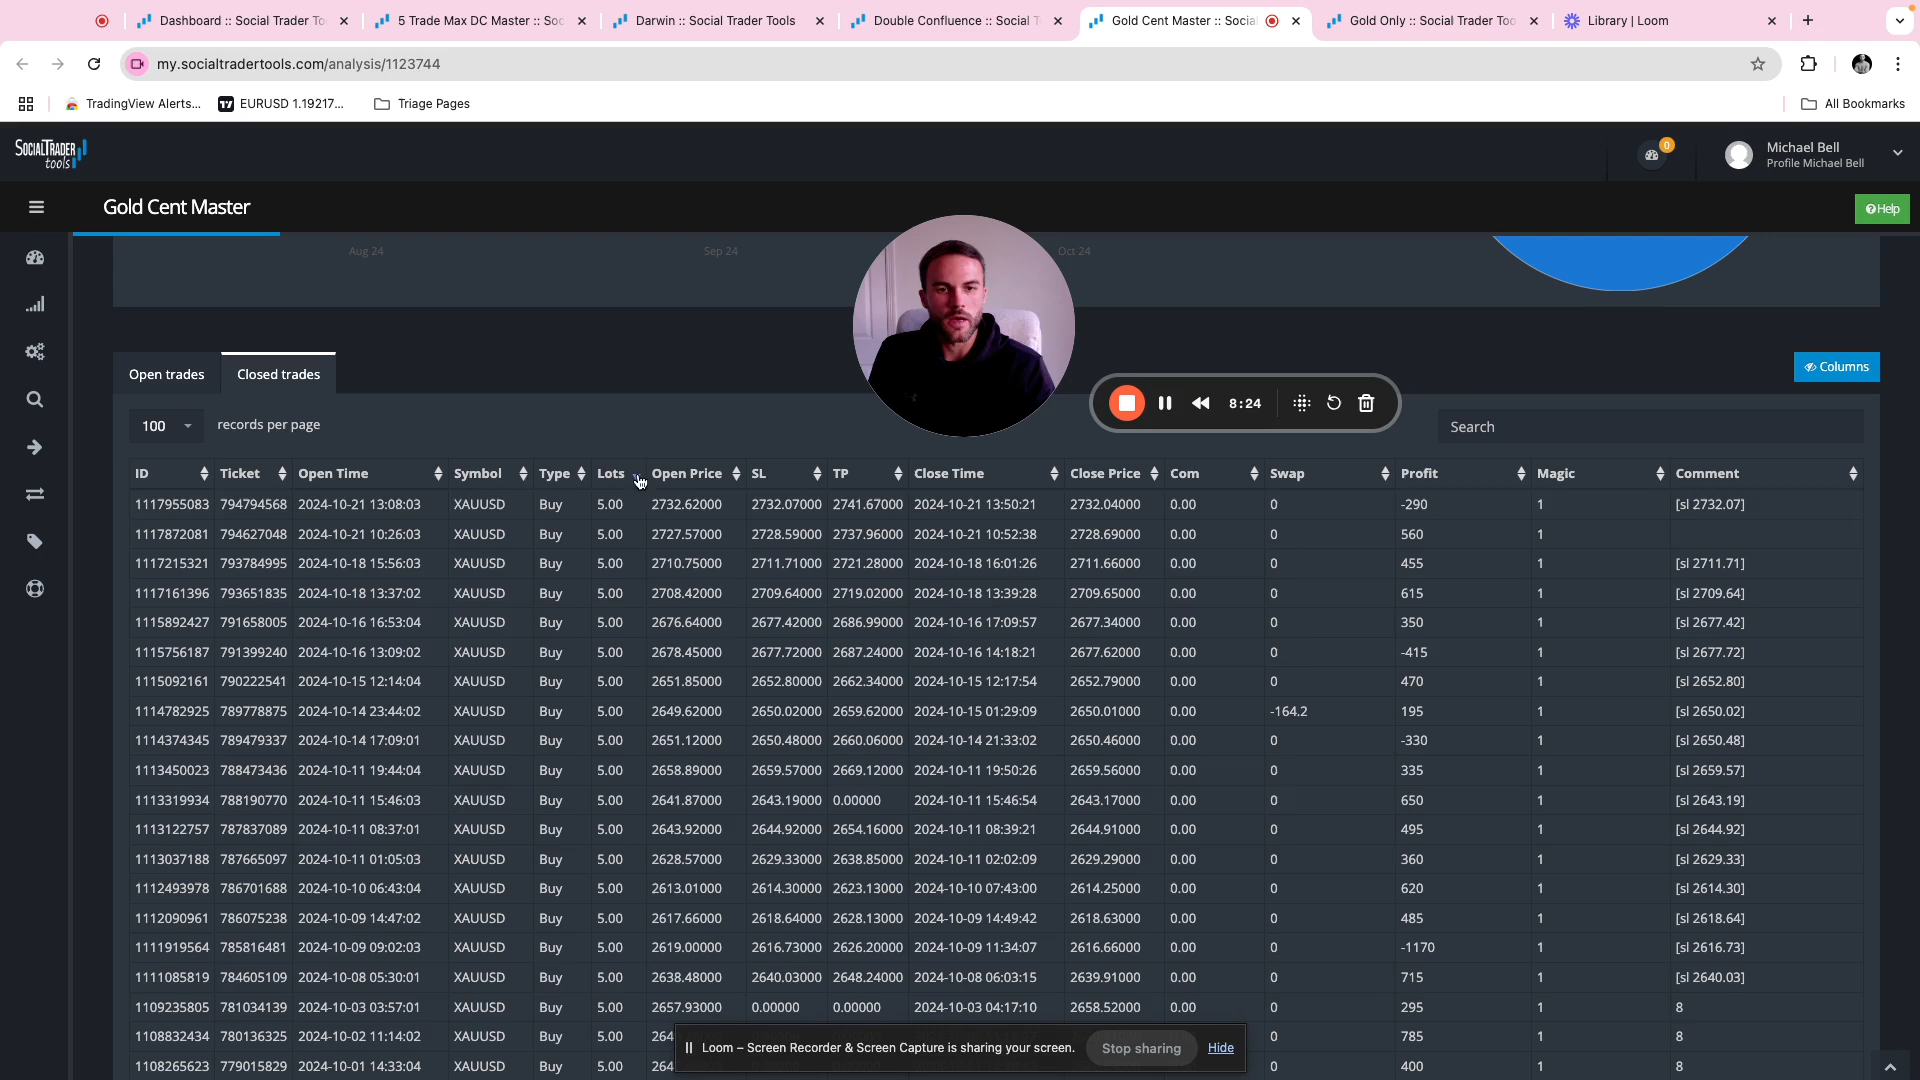 Dashboard :: Social Trader To
5 Trade Max DC Master :: Soc
Darwin :: Social Trader Tools
Double Confluence :: Social T
Gold Cent Master :: Social
Gold Only :: Social Trader Too
Library | Loom
my.socialtradertools.com/analysis/1123744
TradingView Alerts...
EURUSD 1.19217...
Triage Pages
All Bookmarks
SOCIALTRADER
tools
0
Michael Bell
Profile Michael Bell
Gold Cent Master
Help
Aug 24
Sep 24
Oct 24
Open trades
Closed trades
Columns
8:24
100
records per page
Search
ID Ticket Open Time Symbol Type Lots Open Price SL TP Close Time Close Price Com Swap Profit Magic Comment
1117955083 794794568 2024-10-21 13:08:03 XAUUSD Buy 5.00 2732.62000 2732.07000 2741.67000 2024-10-21 13:50:21 2732.04000 0.00 0 -290 1 [sl 2732.07]
1117872081 794627048 2024-10-21 10:26:03 XAUUSD Buy 5.00 2727.57000 2728.59000 2737.96000 2024-10-21 10:52:38 2728.69000 0.00 0 560 1
1117215321 793784995 2024-10-18 15:56:03 XAUUSD Buy 5.00 2710.75000 2711.71000 2721.28000 2024-10-18 16:01:26 2711.66000 0.00 0 455 1 [sl 2711.71]
1117161396 793651835 2024-10-18 13:37:02 XAUUSD Buy 5.00 2708.42000 2709.64000 2719.02000 2024-10-18 13:39:28 2709.65000 0.00 0 615 1 [sl 2709.64]
1115892427 791658005 2024-10-16 16:53:04 XAUUSD Buy 5.00 2676.64000 2677.42000 2686.99000 2024-10-16 17:09:57 2677.34000 0.00 0 350 1 [sl 2677.42]
1115756187 791399240 2024-10-16 13:09:02 XAUUSD Buy 5.00 2678.45000 2677.72000 2687.24000 2024-10-16 14:18:21 2677.62000 0.00 0 -415 1 [sl 2677.72]
1115092161 790222541 2024-10-15 12:14:04 XAUUSD Buy 5.00 2651.85000 2652.80000 2662.34000 2024-10-15 12:17:54 2652.79000 0.00 0 470 1 [sl 2652.80]
1114782925 789778875 2024-10-14 23:44:02 XAUUSD Buy 5.00 2649.62000 2650.02000 2659.62000 2024-10-15 01:29:09 2650.01000 0.00 -164.2 195 1 [sl 2650.02]
1114374345 789479337 2024-10-14 17:09:01 XAUUSD Buy 5.00 2651.12000 2650.48000 2660.06000 2024-10-14 21:33:02 2650.46000 0.00 0 -330 1 [sl 2650.48]
1113450023 788473436 2024-10-11 19:44:04 XAUUSD Buy 5.00 2658.89000 2659.57000 2669.12000 2024-10-11 19:50:26 2659.56000 0.00 0 335 1 [sl 2659.57]
1113319934 788190770 2024-10-11 15:46:03 XAUUSD Buy 5.00 2641.87000 2643.19000 0.00000 2024-10-11 15:46:54 2643.17000 0.00 0 650 1 [sl 2643.19]
1113122757 787837089 2024-10-11 08:37:01 XAUUSD Buy 5.00 2643.92000 2644.92000 2654.16000 2024-10-11 08:39:21 2644.91000 0.00 0 495 1 [sl 2644.92]
1113037188 787665097 2024-10-11 01:05:03 XAUUSD Buy 5.00 2628.57000 2629.33000 2638.85000 2024-10-11 02:02:09 2629.29000 0.00 0 360 1 [sl 2629.33]
1112493978 786701688 2024-10-10 06:43:04 XAUUSD Buy 5.00 2613.01000 2614.30000 2623.13000 2024-10-10 07:43:00 2614.25000 0.00 0 620 1 [sl 2614.30]
1112090961 786075238 2024-10-09 14:47:02 XAUUSD Buy 5.00 2617.66000 2618.64000 2628.13000 2024-10-09 14:49:42 2618.63000 0.00 0 485 1 [sl 2618.64]
1111919564 785816481 2024-10-09 09:02:03 XAUUSD Buy 5.00 2619.00000 2616.73000 2626.20000 2024-10-09 11:34:07 2616.66000 0.00 0 -1170 1 [sl 2616.73]
1111085819 784605109 2024-10-08 05:30:01 XAUUSD Buy 5.00 2638.48000 2640.03000 2648.24000 2024-10-08 06:03:15 2639.91000 0.00 0 715 1 [sl 2640.03]
1109235805 781034139 2024-10-03 03:57:01 XAUUSD Buy 5.00 2657.93000 0.00000 0.00000 2024-10-03 04:17:10 2658.52000 0.00 0 295 1 8
1108832434 780136325 2024-10-02 11:14:02 XAUUSD Buy 5.00 264 785 1 8
1108265623 779015829 2024-10-01 14:33:04 XAUUSD Buy 5.00 264 400 1 8
Loom – Screen Recorder & Screen Capture is sharing your screen.
Stop sharing
Hide